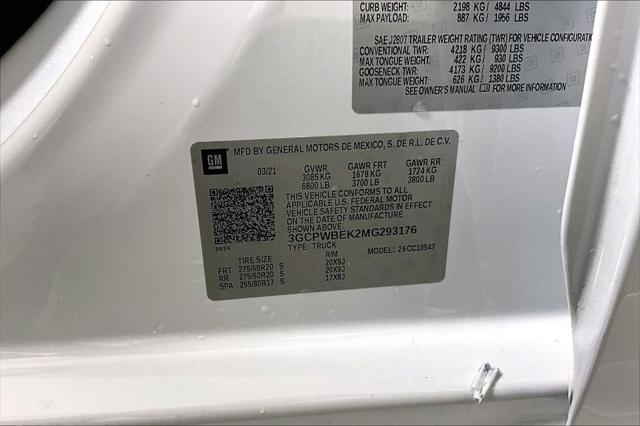 CURB WEIGHT: 2198 KG / 4844 LBS
MAX PAYLOAD: 887 KG / 1956 LBS
SAE J2807 TRAILER WEIGHT RATING (TWR) FOR VEHICLE CONFIGURATIO
CONVENTIONAL TWR: 4218 KG / 9300 LBS
MAX TONGUE WEIGHT: 422 KG / 930 LBS
GOOSENECK TWR: 4173 KG / 9200 LBS
MAX TONGUE WEIGHT: 626 KG / 1380 LBS
SEE OWNER'S MANUAL FOR MORE INFORMATION
GM
MFD BY GENERAL MOTORS DE MEXICO, S. DE R.L. DE C.V.
03/21 GVWR GAWR FRT GAWR RR
3085 KG 1678 KG 1724 KG
6800 LB 3700 LB 3800 LB
THIS VEHICLE CONFORMS TO ALL
APPLICABLE U.S. FEDERAL MOTOR
VEHICLE SAFETY STANDARDS IN EFFECT
ON THE DATE OF MANUFACTURE
SHOWN ABOVE.
3GCPWBEK2MG293176
TYPE: TRUCK MODEL: 26CC10543
8624
TIRE SIZE RIM
FRT 275/60R20 S 20X9J
RR 275/60R20 S 20X9J
SPA 255/80R17 S 17X8J